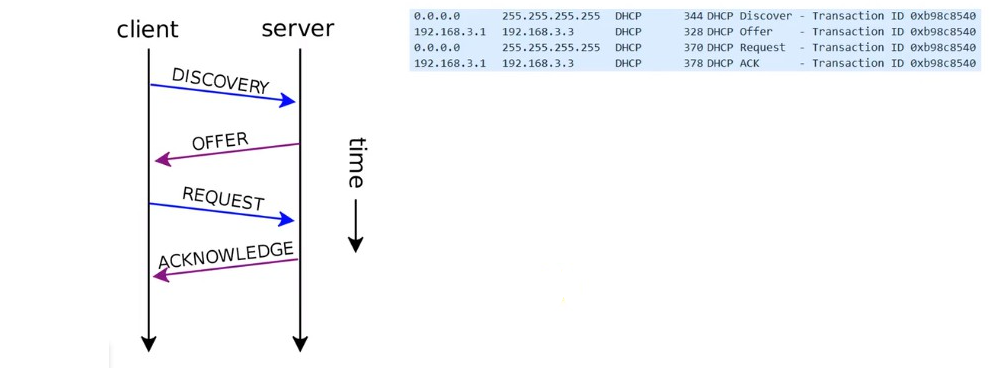 client
server
DISCOVERY
OFFER
REQUEST
ACKNOWLEDGE
time
0.0.0.0 255.255.255.255 DHCP 344 DHCP Discover - Transaction ID 0xb98c8540
192.168.3.1 192.168.3.3 DHCP 328 DHCP Offer - Transaction ID 0xb98c8540
0.0.0.0 255.255.255.255 DHCP 370 DHCP Request - Transaction ID 0xb98c8540
192.168.3.1 192.168.3.3 DHCP 378 DHCP ACK - Transaction ID 0xb98c8540